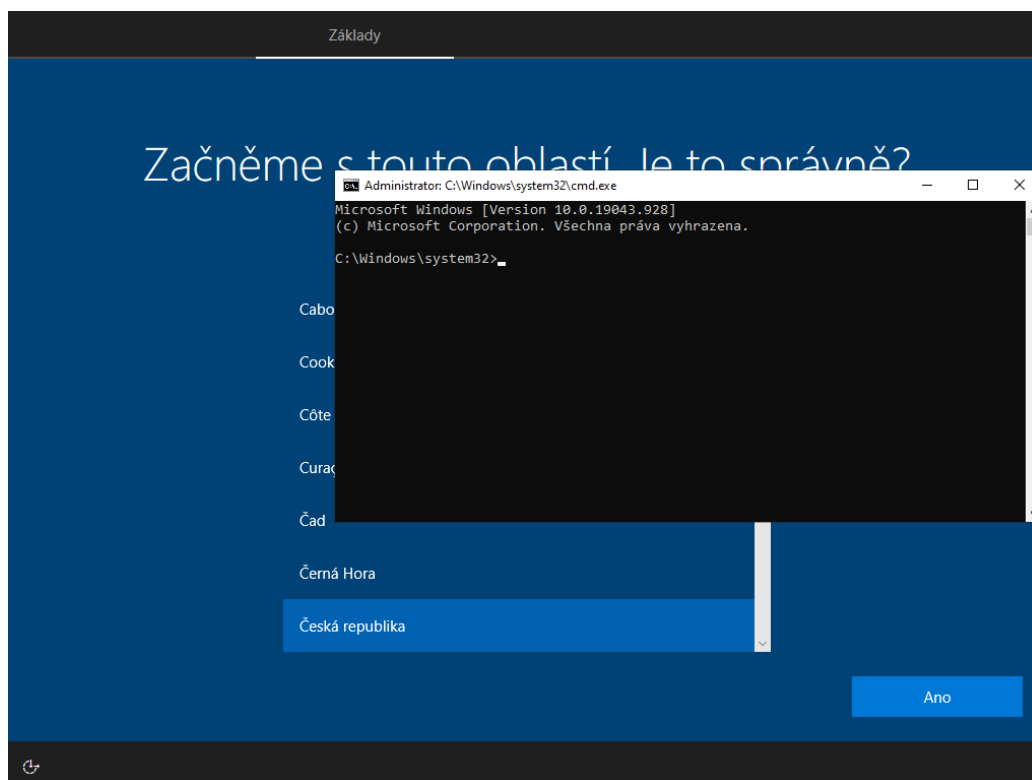 Základy
Začněme s touto oblastí. Je to správně?
Administrator: C:\Windows\system32\cmd.exe
Microsoft Windows [Version 10.0.19043.928]
(c) Microsoft Corporation. Všechna práva vyhrazena.
C:\Windows\system32>
Cabo
Cook
Côte
Curaç
Čad
Černá Hora
Česká republika
Ano